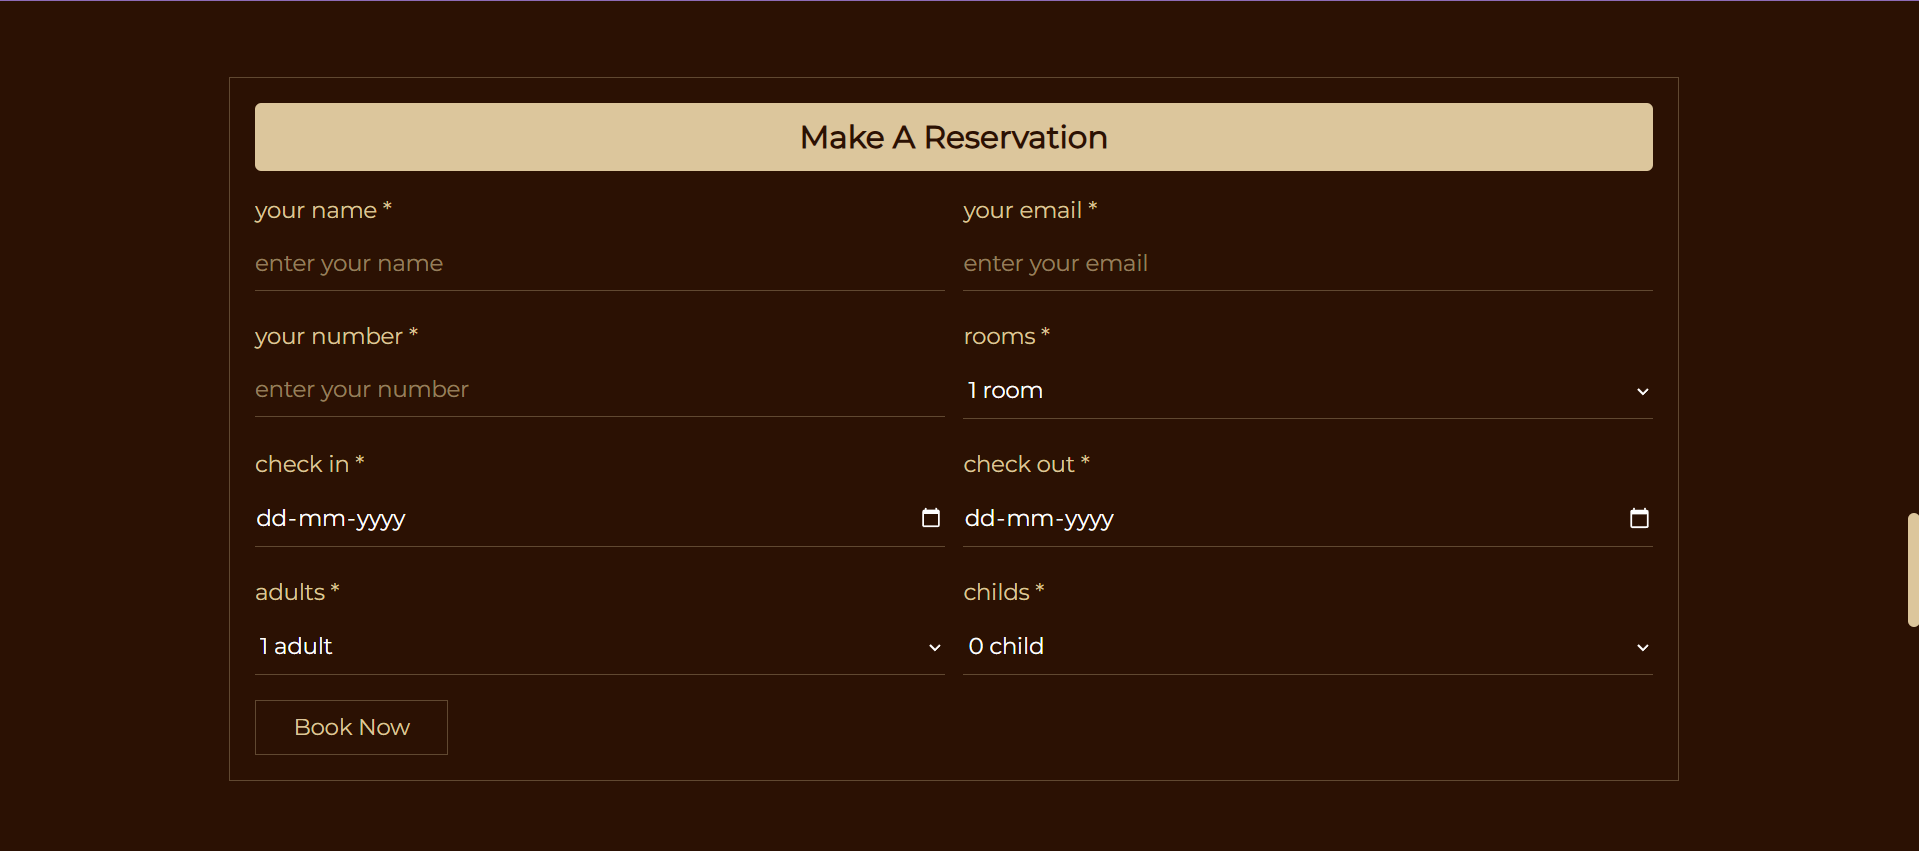 Make A Reservation
your name *
your email *
enter your name
enter your email
your number *
rooms *
enter your number
1 room
check in *
check out *
dd-mm-yyyy
dd-mm-yyyy
adults *
childs *
1 adult
0 child
Book Now